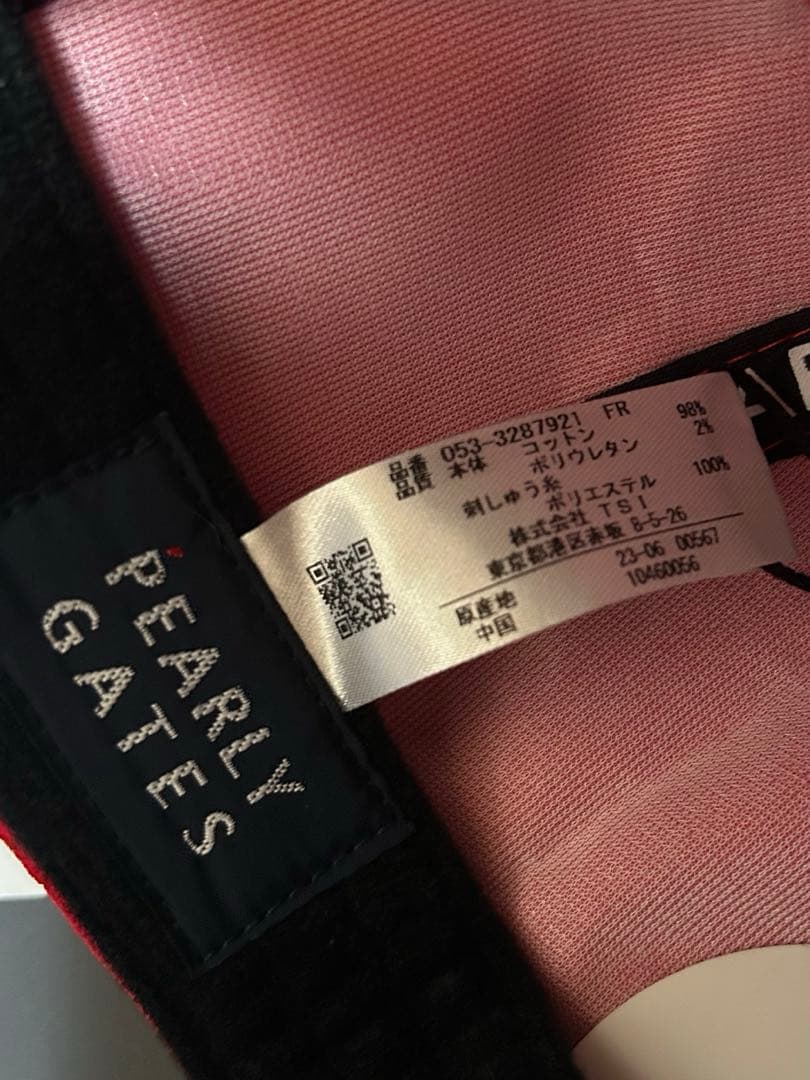 PEARLY
GATES
品番 053-3287921 FR
品質 本体 コットン 98%
ポリウレタン 2%
刺しゅう糸
ポリエステル 100%
株式会社 TSI
東京都港区赤坂 8-5-26
23-06 00567
原産地 10460056
中国